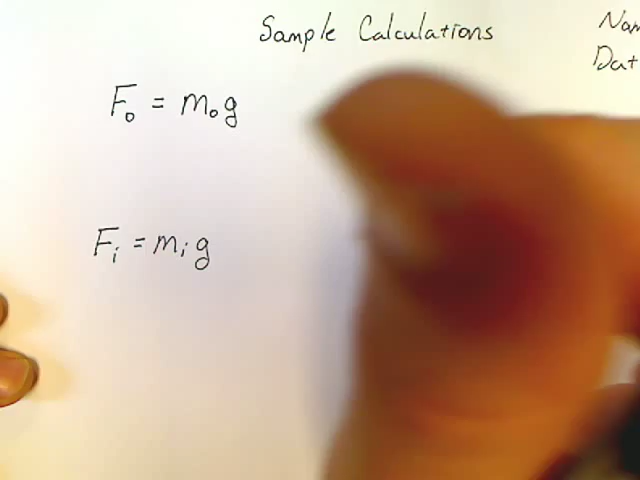 Sample Calculations
F₀ = m₀g
Fᵢ = mᵢg